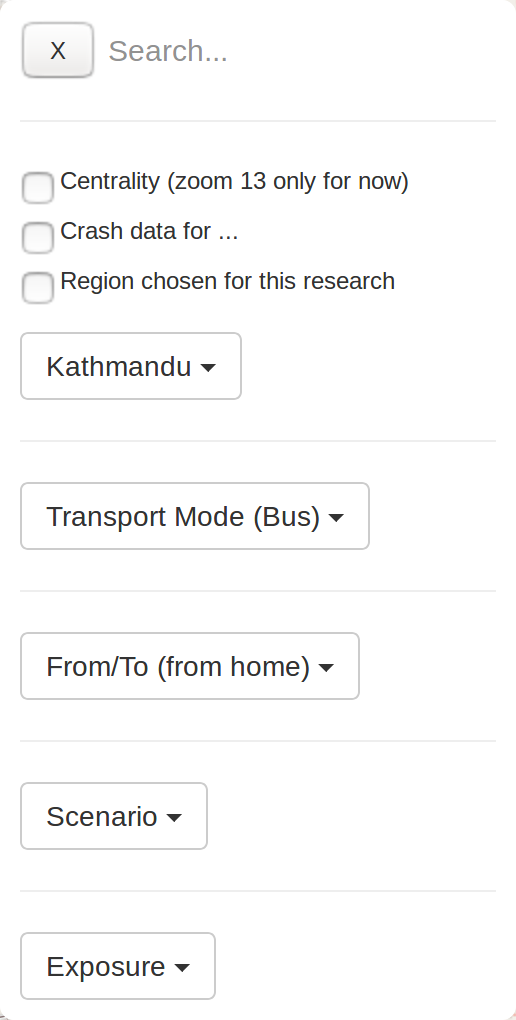 X Search...
Centrality (zoom 13 only for now)
Crash data for ...
Region chosen for this research
Kathmandu
Transport Mode (Bus)
From/To (from home)
Scenario
Exposure